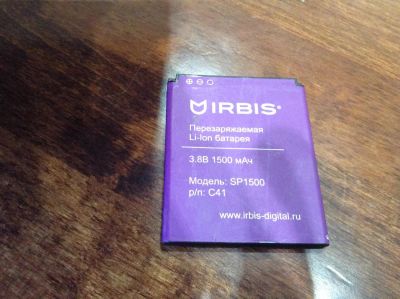 IRBIS®
Перезаряжаемая
Li-Ion батарея
3.8В 1500 мАч
Модель: SP1500
p/n: C41
www.irbis-digital.ru